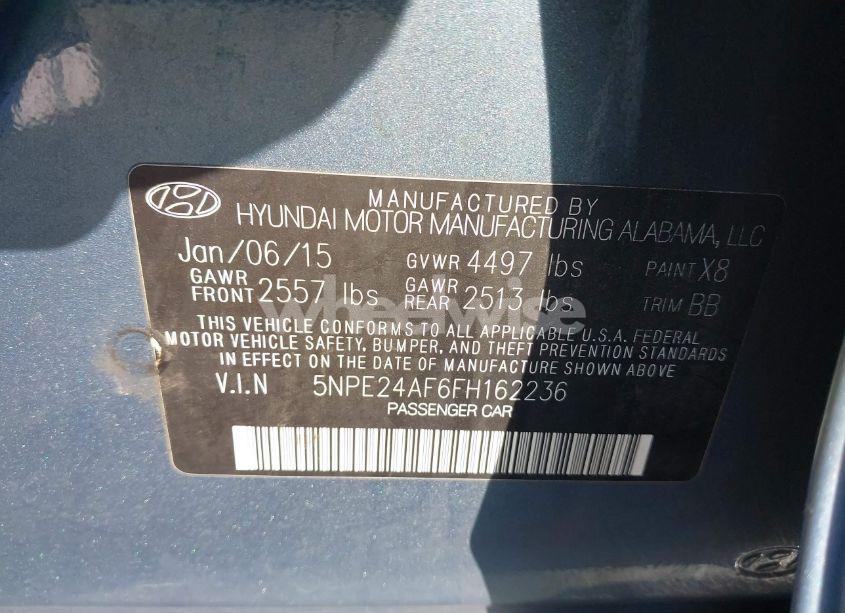 MANUFACTURED BY
HYUNDAI MOTOR MANUFACTURING ALABAMA, LLC
Jan/06/15 GVWR 4497 lbs PAINT X8
GAWR FRONT 2557 lbs GAWR REAR 2513 lbs TRIM BB
THIS VEHICLE CONFORMS TO ALL APPLICABLE U.S.A. FEDERAL
MOTOR VEHICLE SAFETY, BUMPER, AND THEFT PREVENTION STANDARDS
IN EFFECT ON THE DATE OF MANUFACTURE SHOWN ABOVE.
V.I.N 5NPE24AF6FH162236
PASSENGER CAR
wheelwise